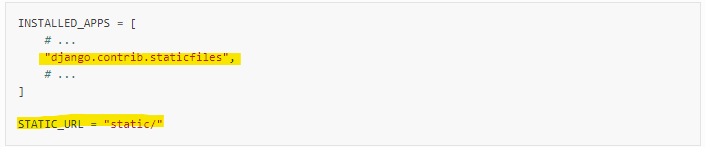 INSTALLED_APPS = [
    # ...
    "django.contrib.staticfiles",
    # ...
]
STATIC_URL = "static/"